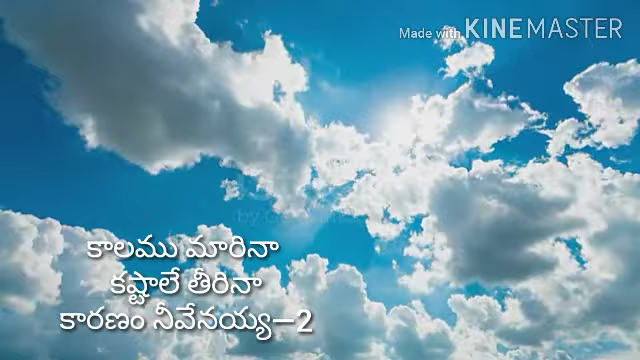 Made with KINEMASTER
కాలము మారినా
కష్టాలే తీరినా
కారణం నీవేనయ్య—2